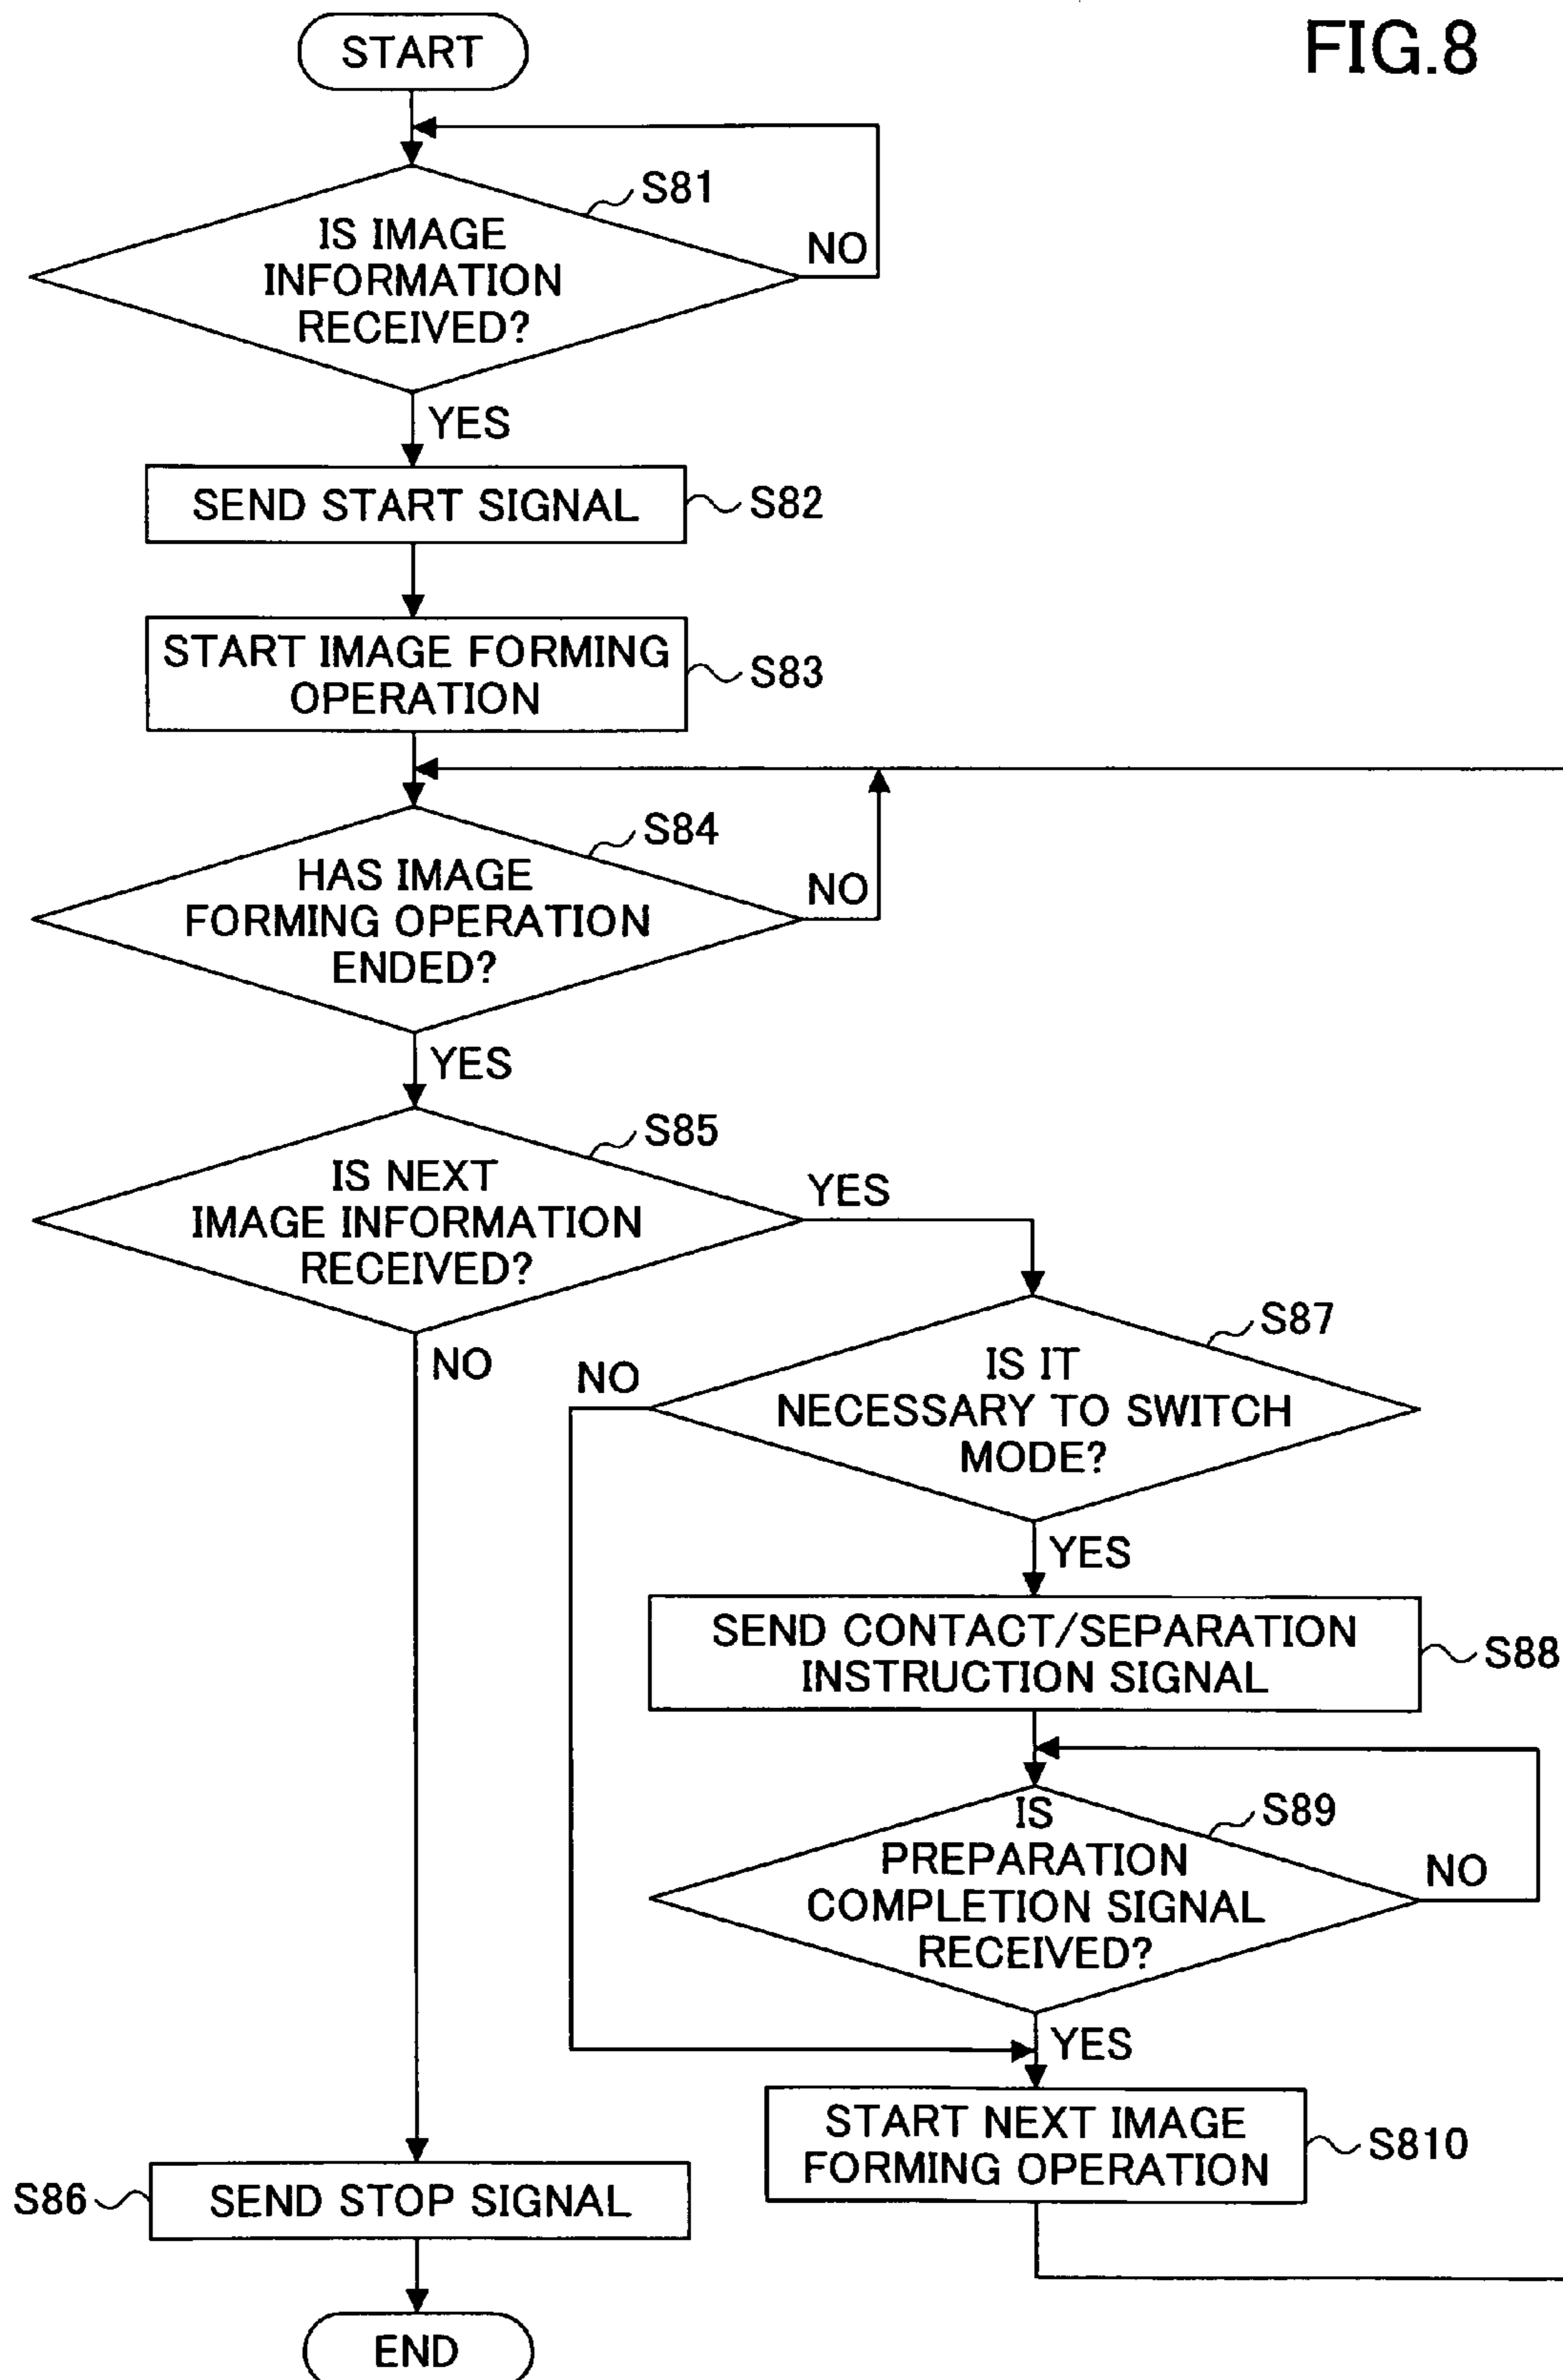 FIG.8
START
S81
IS IMAGE
INFORMATION
RECEIVED?
NO
YES
SEND START SIGNAL
S82
START IMAGE FORMING
OPERATION
S83
S84
HAS IMAGE
FORMING OPERATION
ENDED?
NO
YES
S85
IS NEXT
IMAGE INFORMATION
RECEIVED?
YES
NO
S87
IS IT
NECESSARY TO SWITCH
MODE?
NO
YES
SEND CONTACT/SEPARATION
INSTRUCTION SIGNAL
S88
S89
IS
PREPARATION
COMPLETION SIGNAL
RECEIVED?
NO
YES
START NEXT IMAGE
FORMING OPERATION
S810
S86
SEND STOP SIGNAL
END